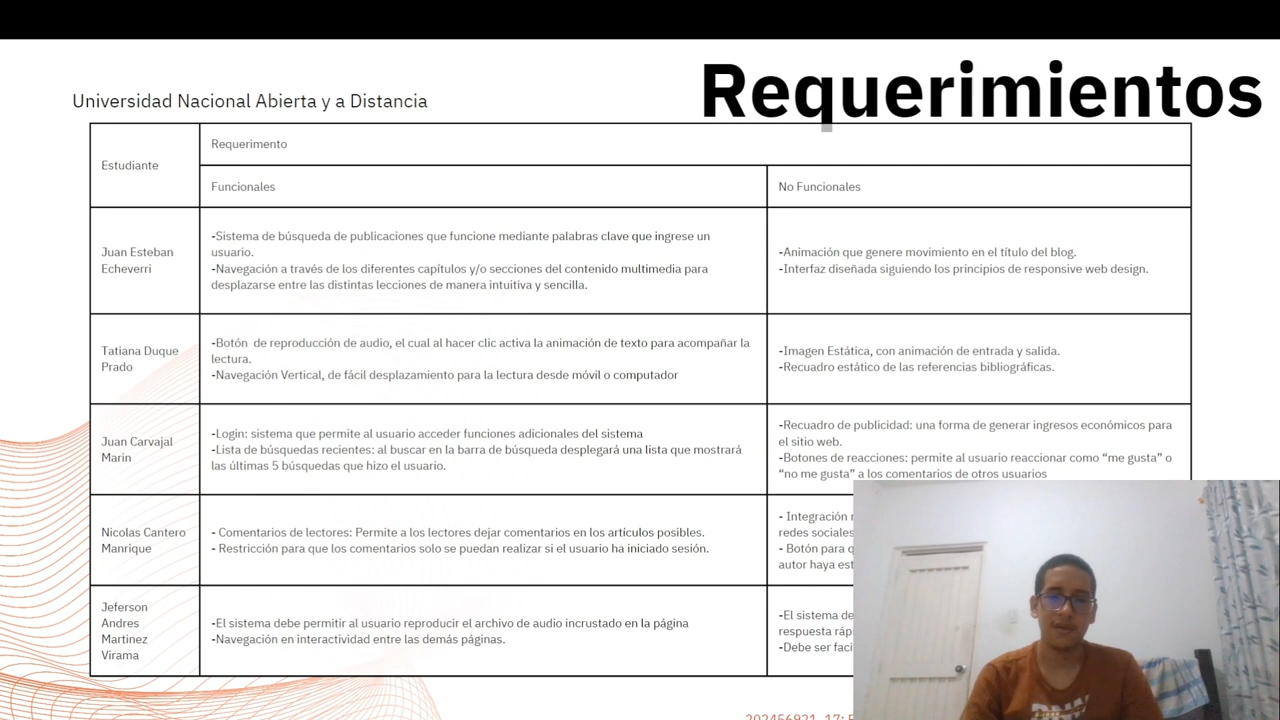 Requerimientos
Universidad Nacional Abierta y a Distancia
Estudiante
Requerimento
Funcionales
No Funcionales
Juan Esteban
Echeverri
-Sistema de búsqueda de publicaciones que funcione mediante palabras clave que ingrese un
usuario.
-Navegación a través de los diferentes capítulos y/o secciones del contenido multimedia para
desplazarse entre las distintas lecciones de manera intuitiva y sencilla.
-Animación que genere movimiento en el título del blog.
-Interfaz diseñada siguiendo los principios de responsive web design.
Tatiana Duque
Prado
-Botón de reproducción de audio, el cual al hacer clic activa la animación de texto para acompañar la
lectura.
-Navegación Vertical, de fácil desplazamiento para la lectura desde móvil o computador
-Imagen Estática, con animación de entrada y salida.
-Recuadro estático de las referencias bibliográficas.
Juan Carvajal
Marin
-Login: sistema que permite al usuario acceder funciones adicionales del sistema
-Lista de búsquedas recientes: al buscar en la barra de búsqueda desplegará una lista que mostrará
las últimas 5 búsquedas que hizo el usuario.
-Recuadro de publicidad: una forma de generar ingresos económicos para
el sitio web.
-Botones de reacciones: permite al usuario reaccionar como “me gusta” o
“no me gusta” a los comentarios de otros usuarios
Nicolas Cantero
Manrique
- Comentarios de lectores: Permite a los lectores dejar comentarios en los artículos posibles.
- Restricción para que los comentarios solo se puedan realizar si el usuario ha iniciado sesión.
- Integración
redes sociales
- Botón para
autor haya
Jeferson
Andres
Martinez
Virama
-El sistema debe permitir al usuario reproducir el archivo de audio incrustado en la página
-Navegación en interactividad entre las demás páginas.
-El sistema
respuesta
-Debe ser